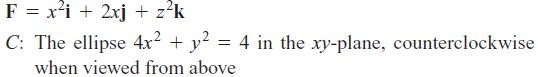 F = x²i + 2xj + z²k
C: The ellipse 4x² + y² = 4 in the xy-plane, counterclockwise
when viewed from above